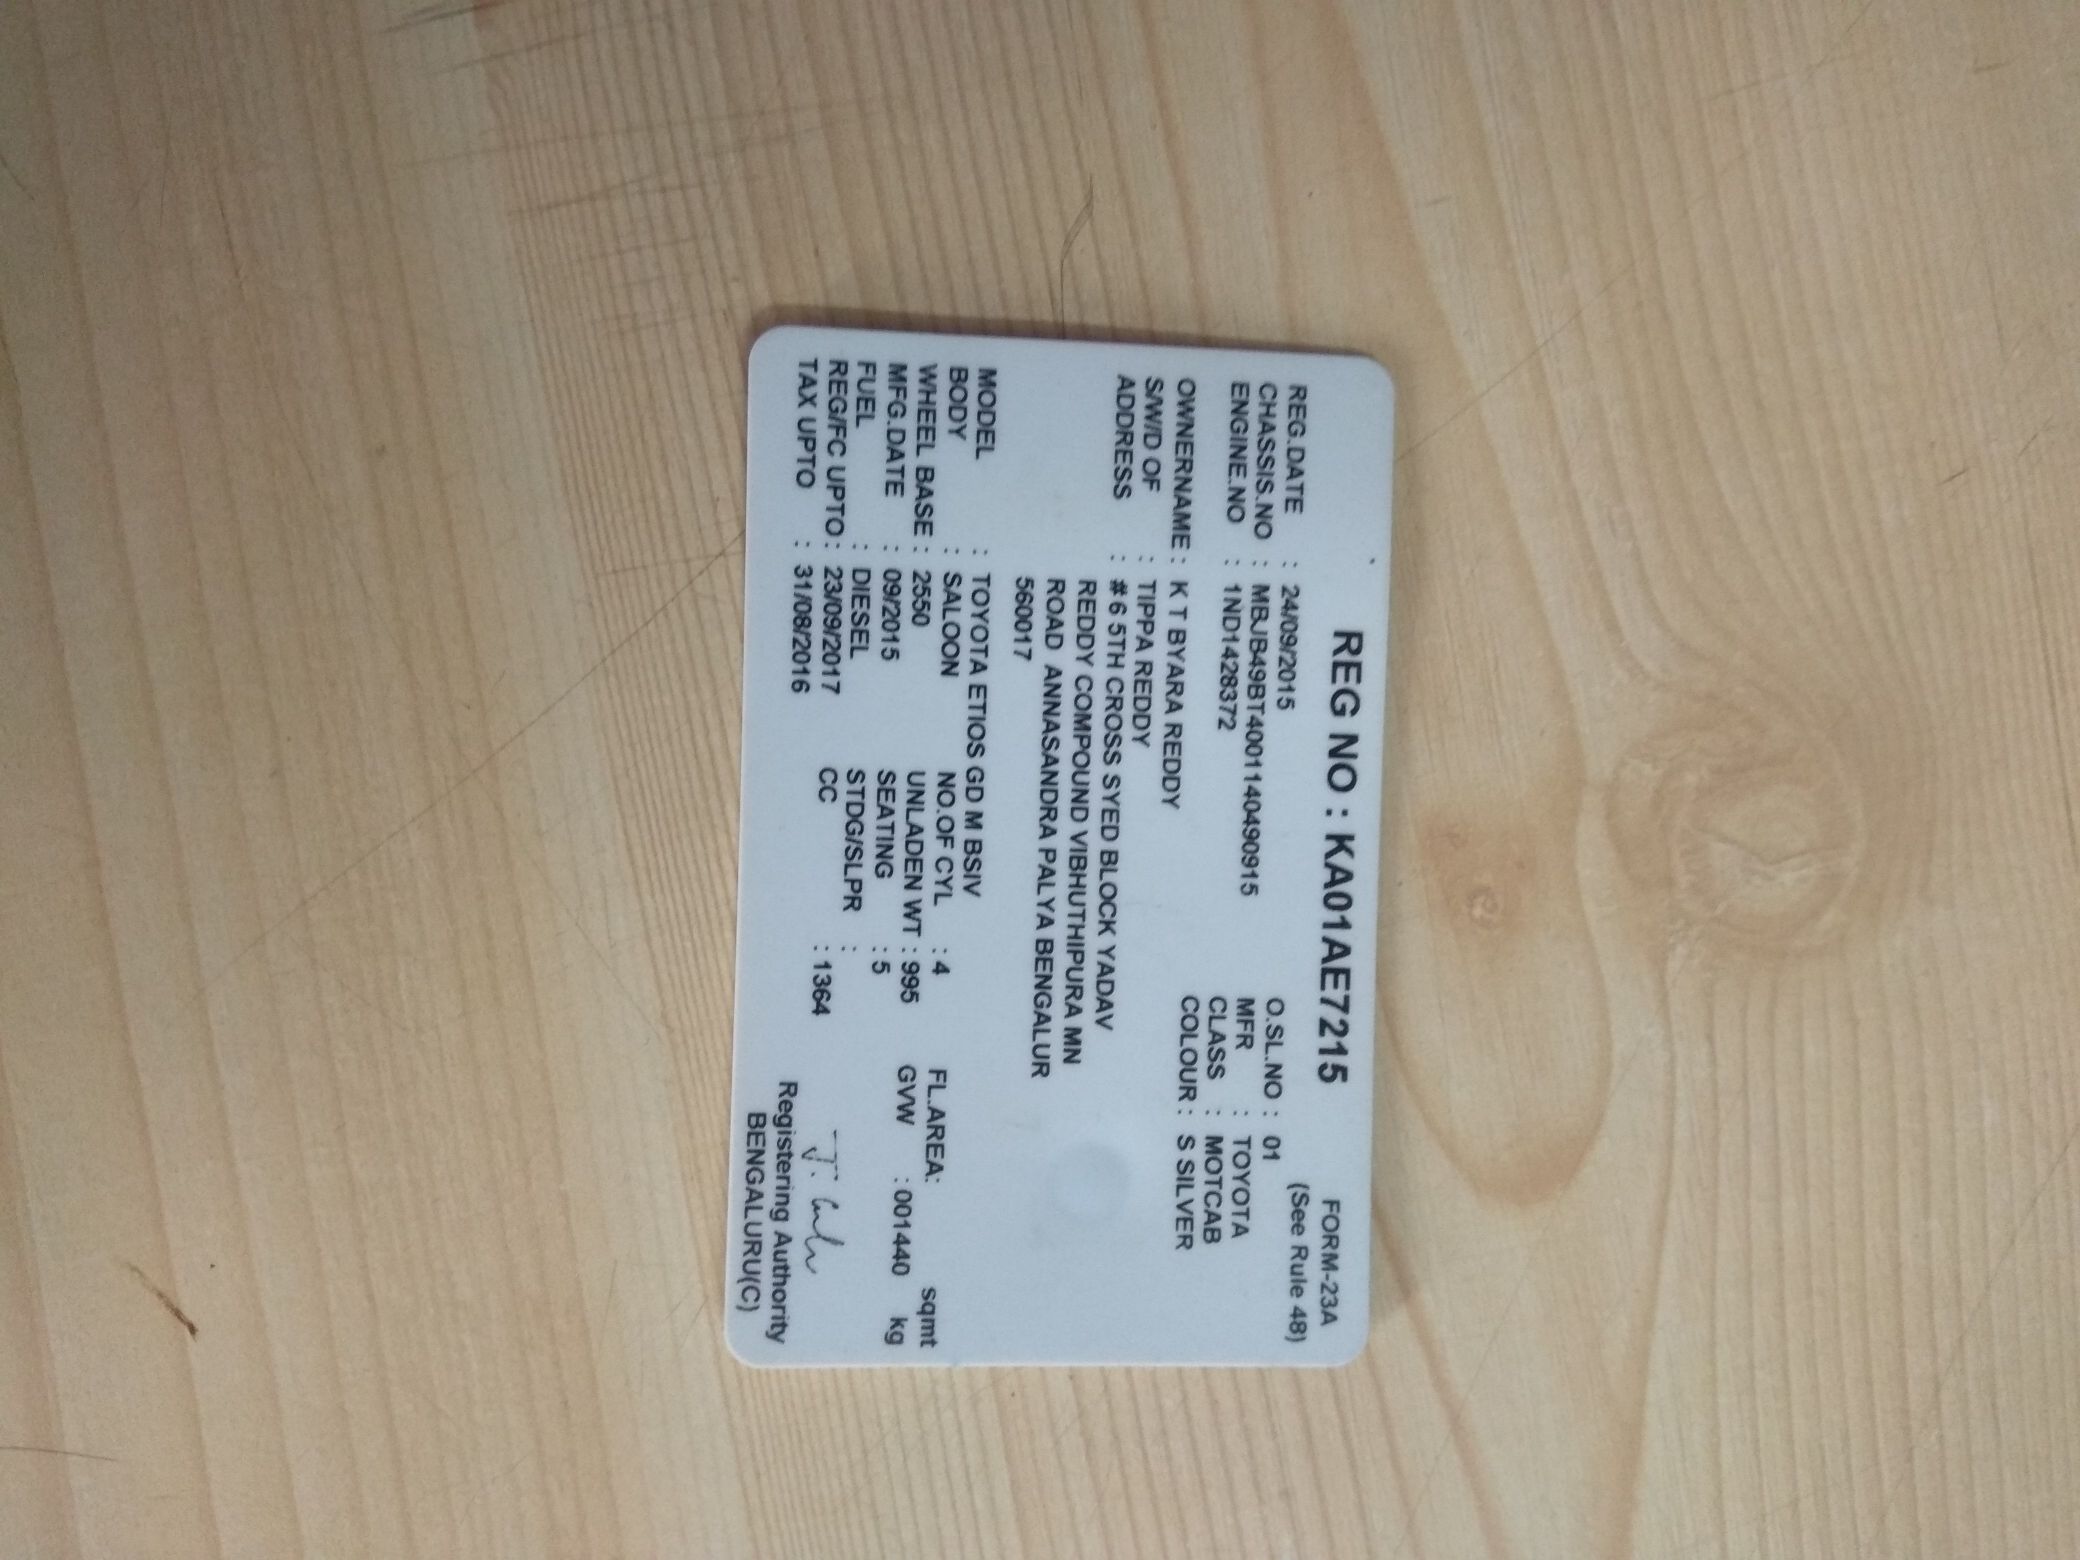 FORM-23A
REG NO : KA01AE7215 (See Rule 48)
REG.DATE : 24/09/2015 O.SL.NO : 01
CHASSIS.NO : MBJB49BT400114049 0915 MFR : TOYOTA
ENGINE.NO : 1ND1428372 CLASS : MOTCAB
COLOUR : S SILVER
OWNERNAME : K T BYARA REDDY
S/W/D OF : TIPPA REDDY
ADDRESS : # 6 5TH CROSS SYED BLOCK YADAV
REDDY COMPOUND VIBHUTHIPURA MN
ROAD ANNASANDRA PALYA BENGALUR
560017
MODEL : TOYOTA ETIOS GD M BSIV
BODY : SALOON NO.OF CYL : 4 FL.AREA: sqmt
WHEEL BASE : 2550 UNLADEN WT : 995 GVW : 001440 kg
MFG.DATE : 09/2015 SEATING : 5
FUEL : DIESEL STDG/SLPR :
REG/FC UPTO : 23/09/2017 CC : 1364
TAX UPTO : 31/08/2016
Registering Authority
BENGALURU(C)